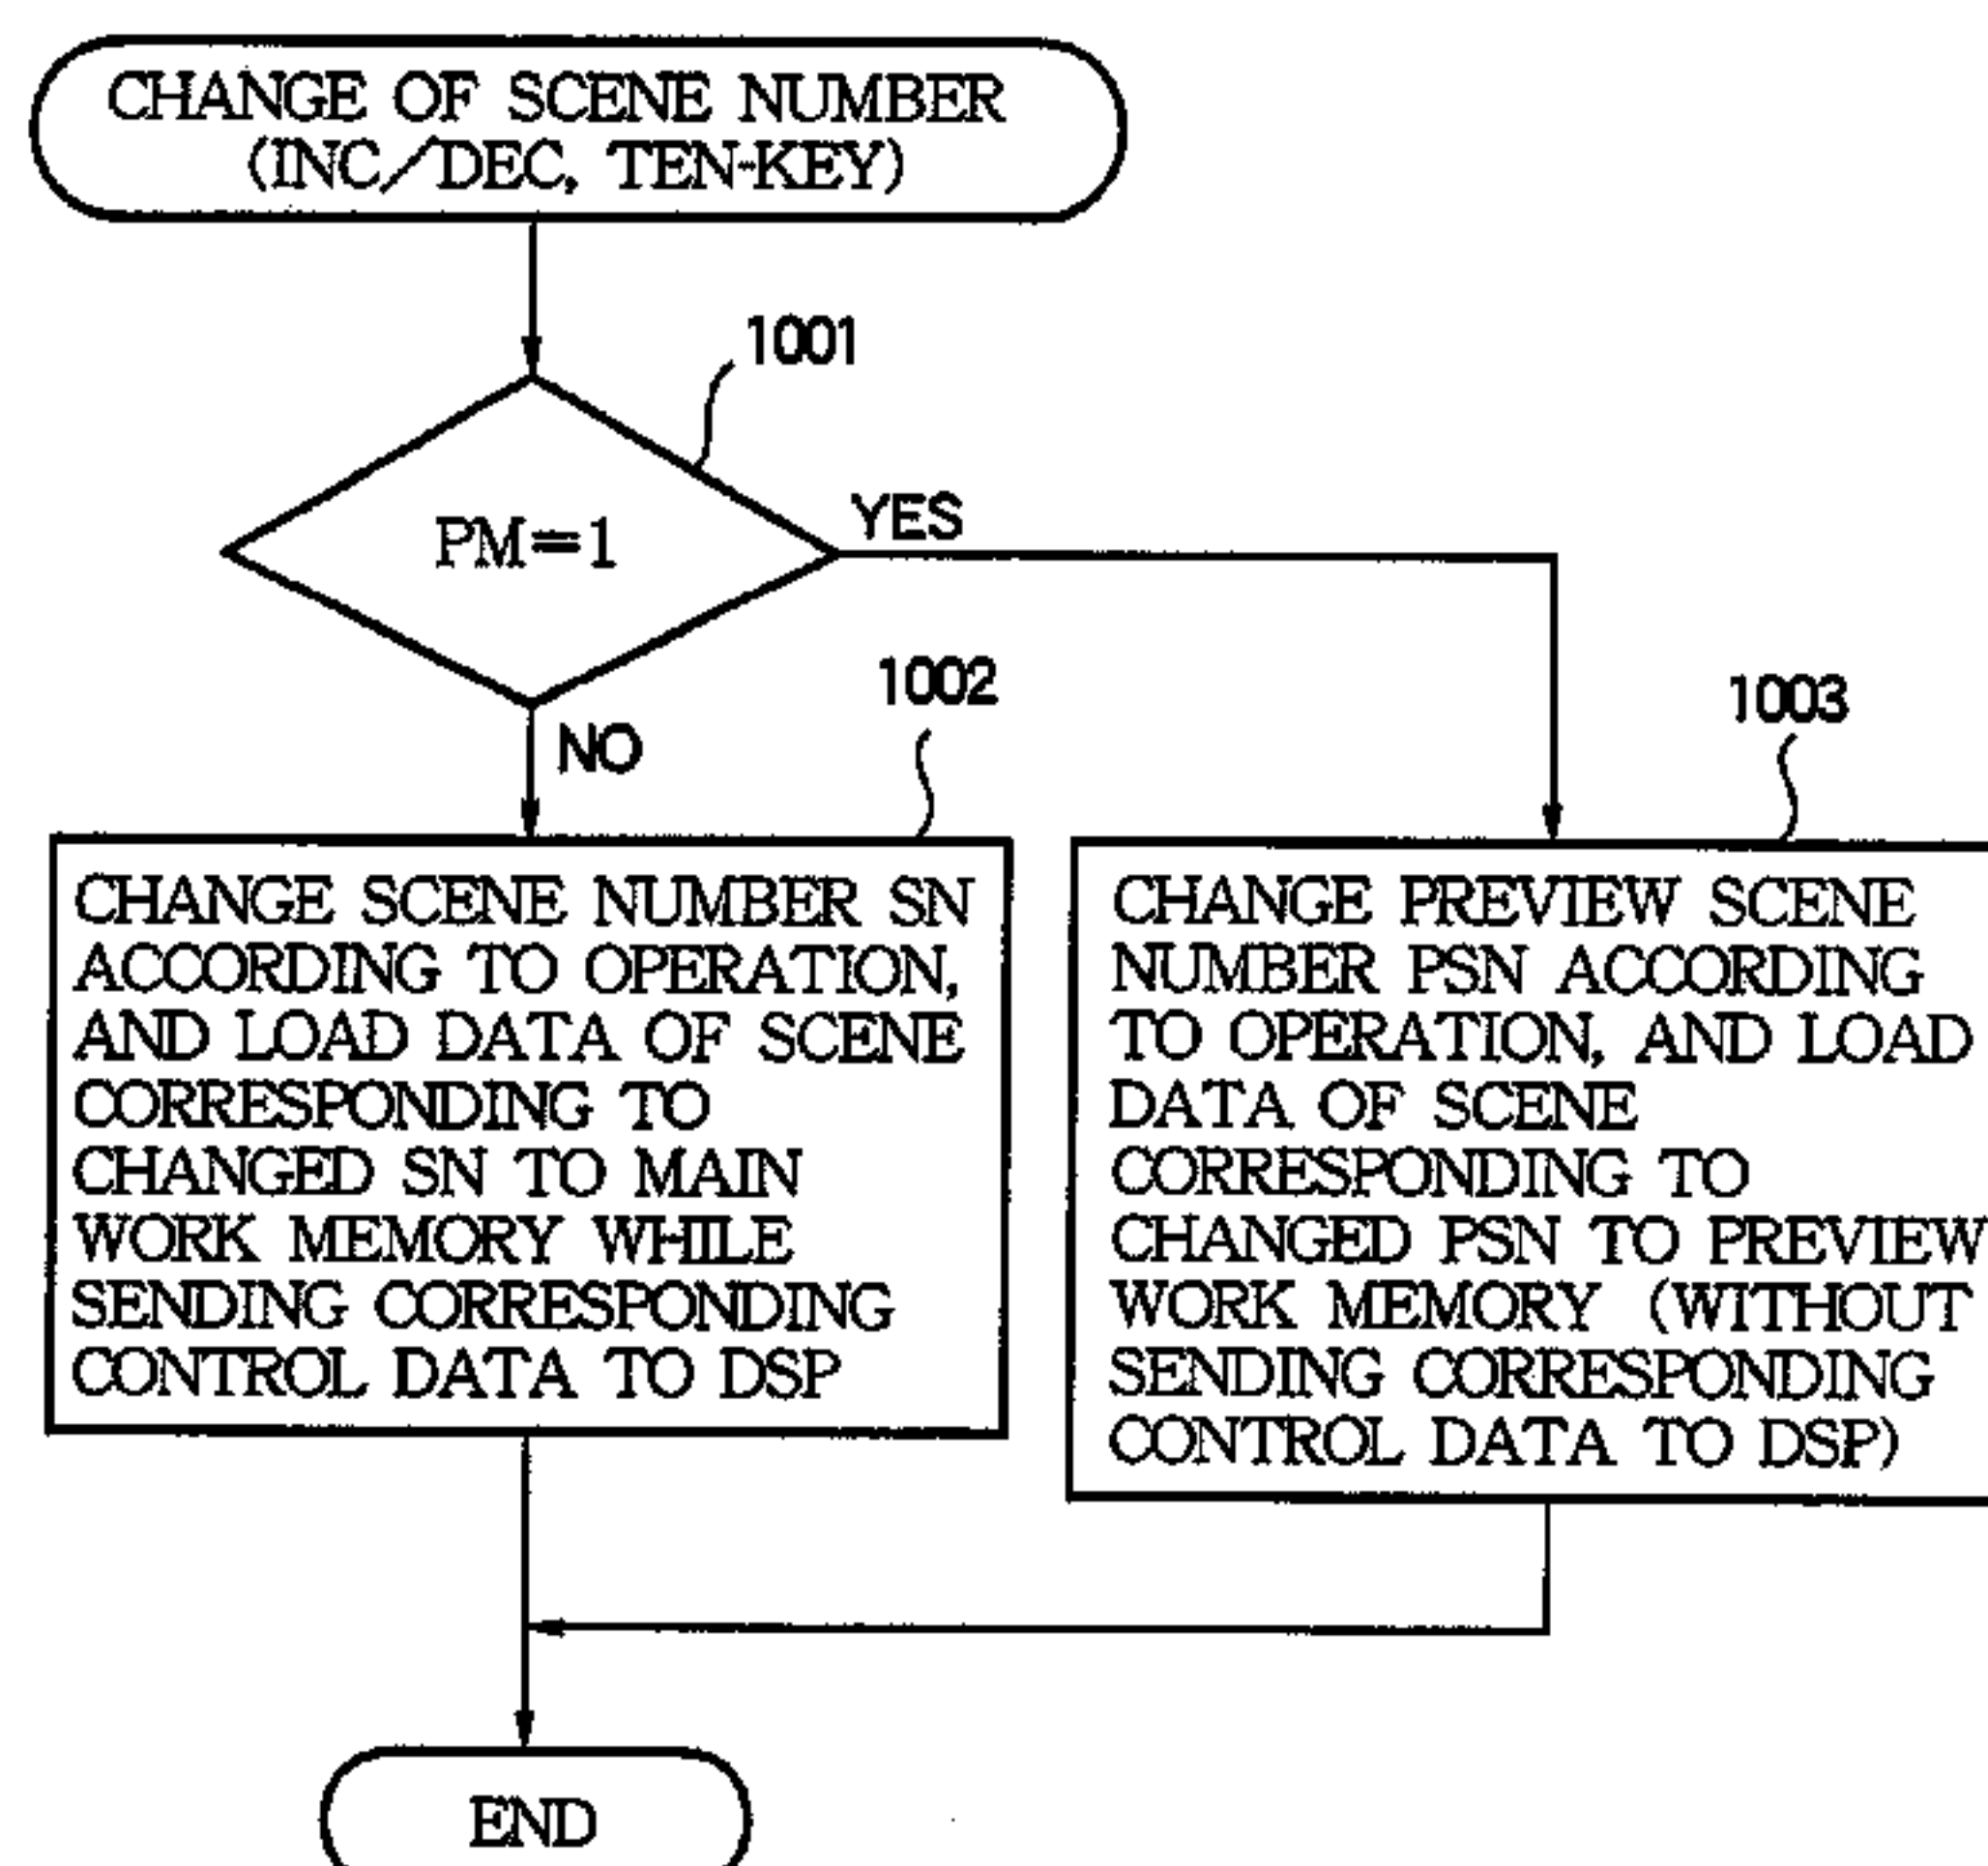 CHANGE OF SCENE NUMBER
(INC/DEC, TEN-KEY)
1001
PM=1
YES
NO
1002
CHANGE SCENE NUMBER SN
ACCORDING TO OPERATION,
AND LOAD DATA OF SCENE
CORRESPONDING TO
CHANGED SN TO MAIN
WORK MEMORY WHILE
SENDING CORRESPONDING
CONTROL DATA TO DSP
1003
CHANGE PREVIEW SCENE
NUMBER PSN ACCORDING
TO OPERATION, AND LOAD
DATA OF SCENE
CORRESPONDING TO
CHANGED PSN TO PREVIEW
WORK MEMORY (WITHOUT
SENDING CORRESPONDING
CONTROL DATA TO DSP)
END